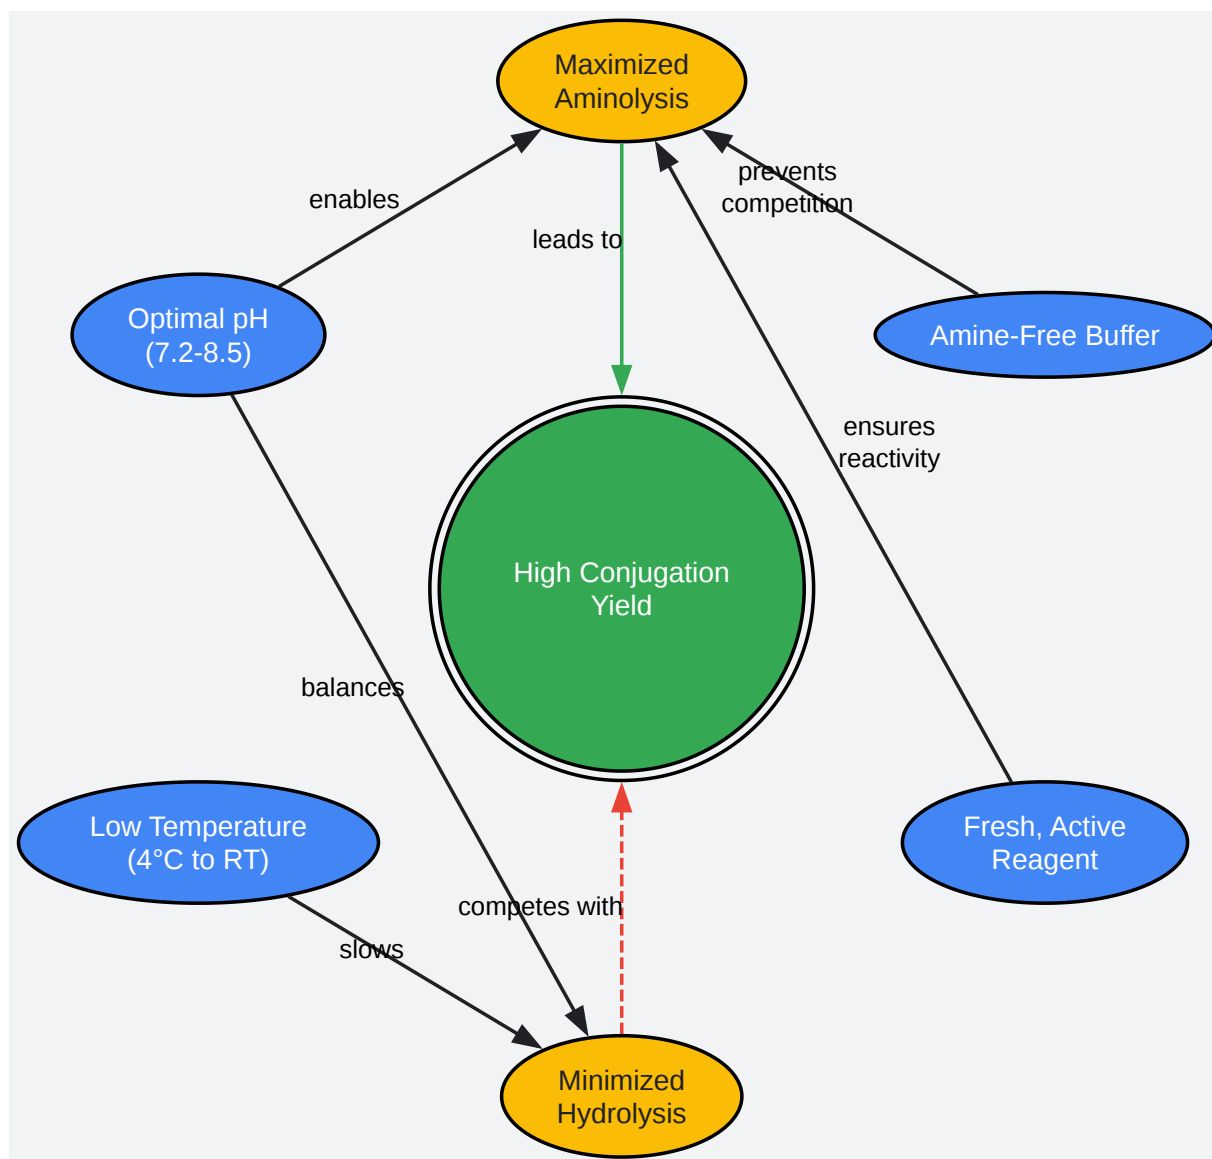 Maximized
Aminolysis
prevents
competition
enables
leads to
Optimal pH
(7.2-8.5)
Amine-Free Buffer
ensures
reactivity
High Conjugation
Yield
balances
Low Temperature
(4°C to RT)
Fresh, Active
Reagent
competes with
slows
Minimized
Hydrolysis